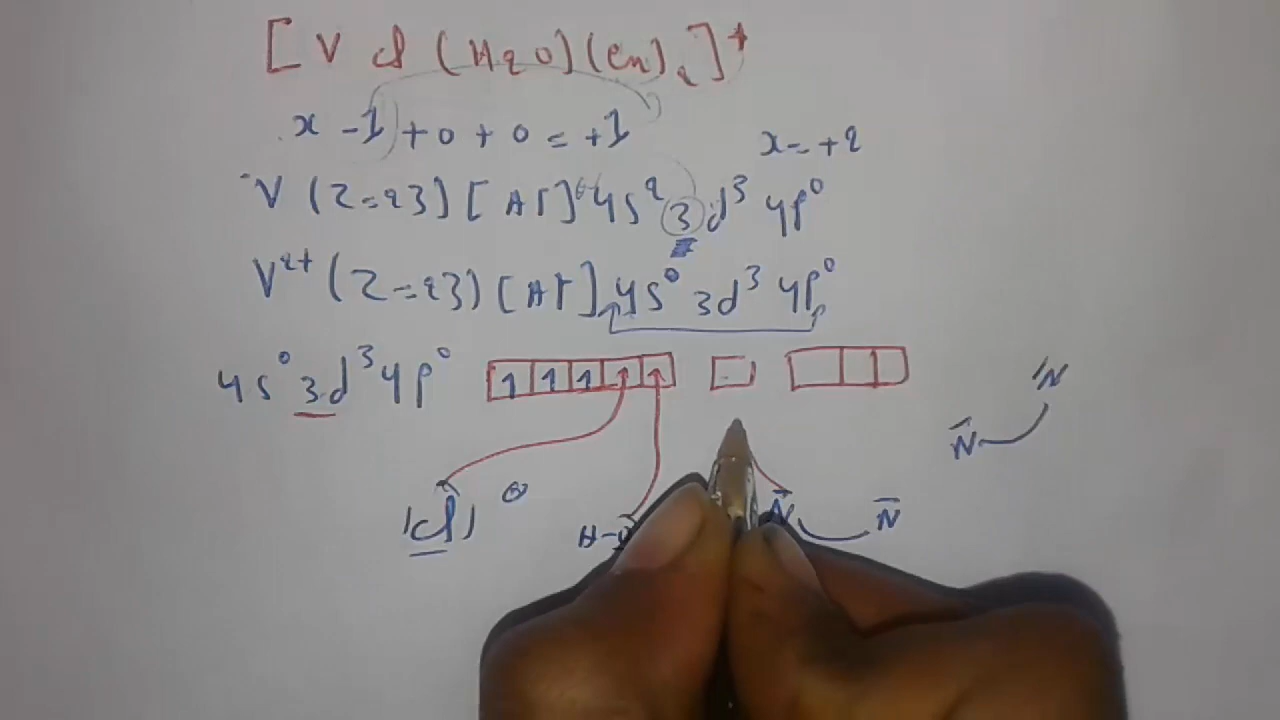 [V Cl (H2O)(en)2]+
x - 1 + 0 + 0 = +1
x = +2
V (Z=23) [Ar] 4s² 3d³ 4p⁰
V²⁺ (Z=23) [Ar] 4s⁰ 3d³ 4p⁰
4s⁰ 3d³ 4p⁰ 1 1 1
N
N
|Cl| ⊖ H-O N N